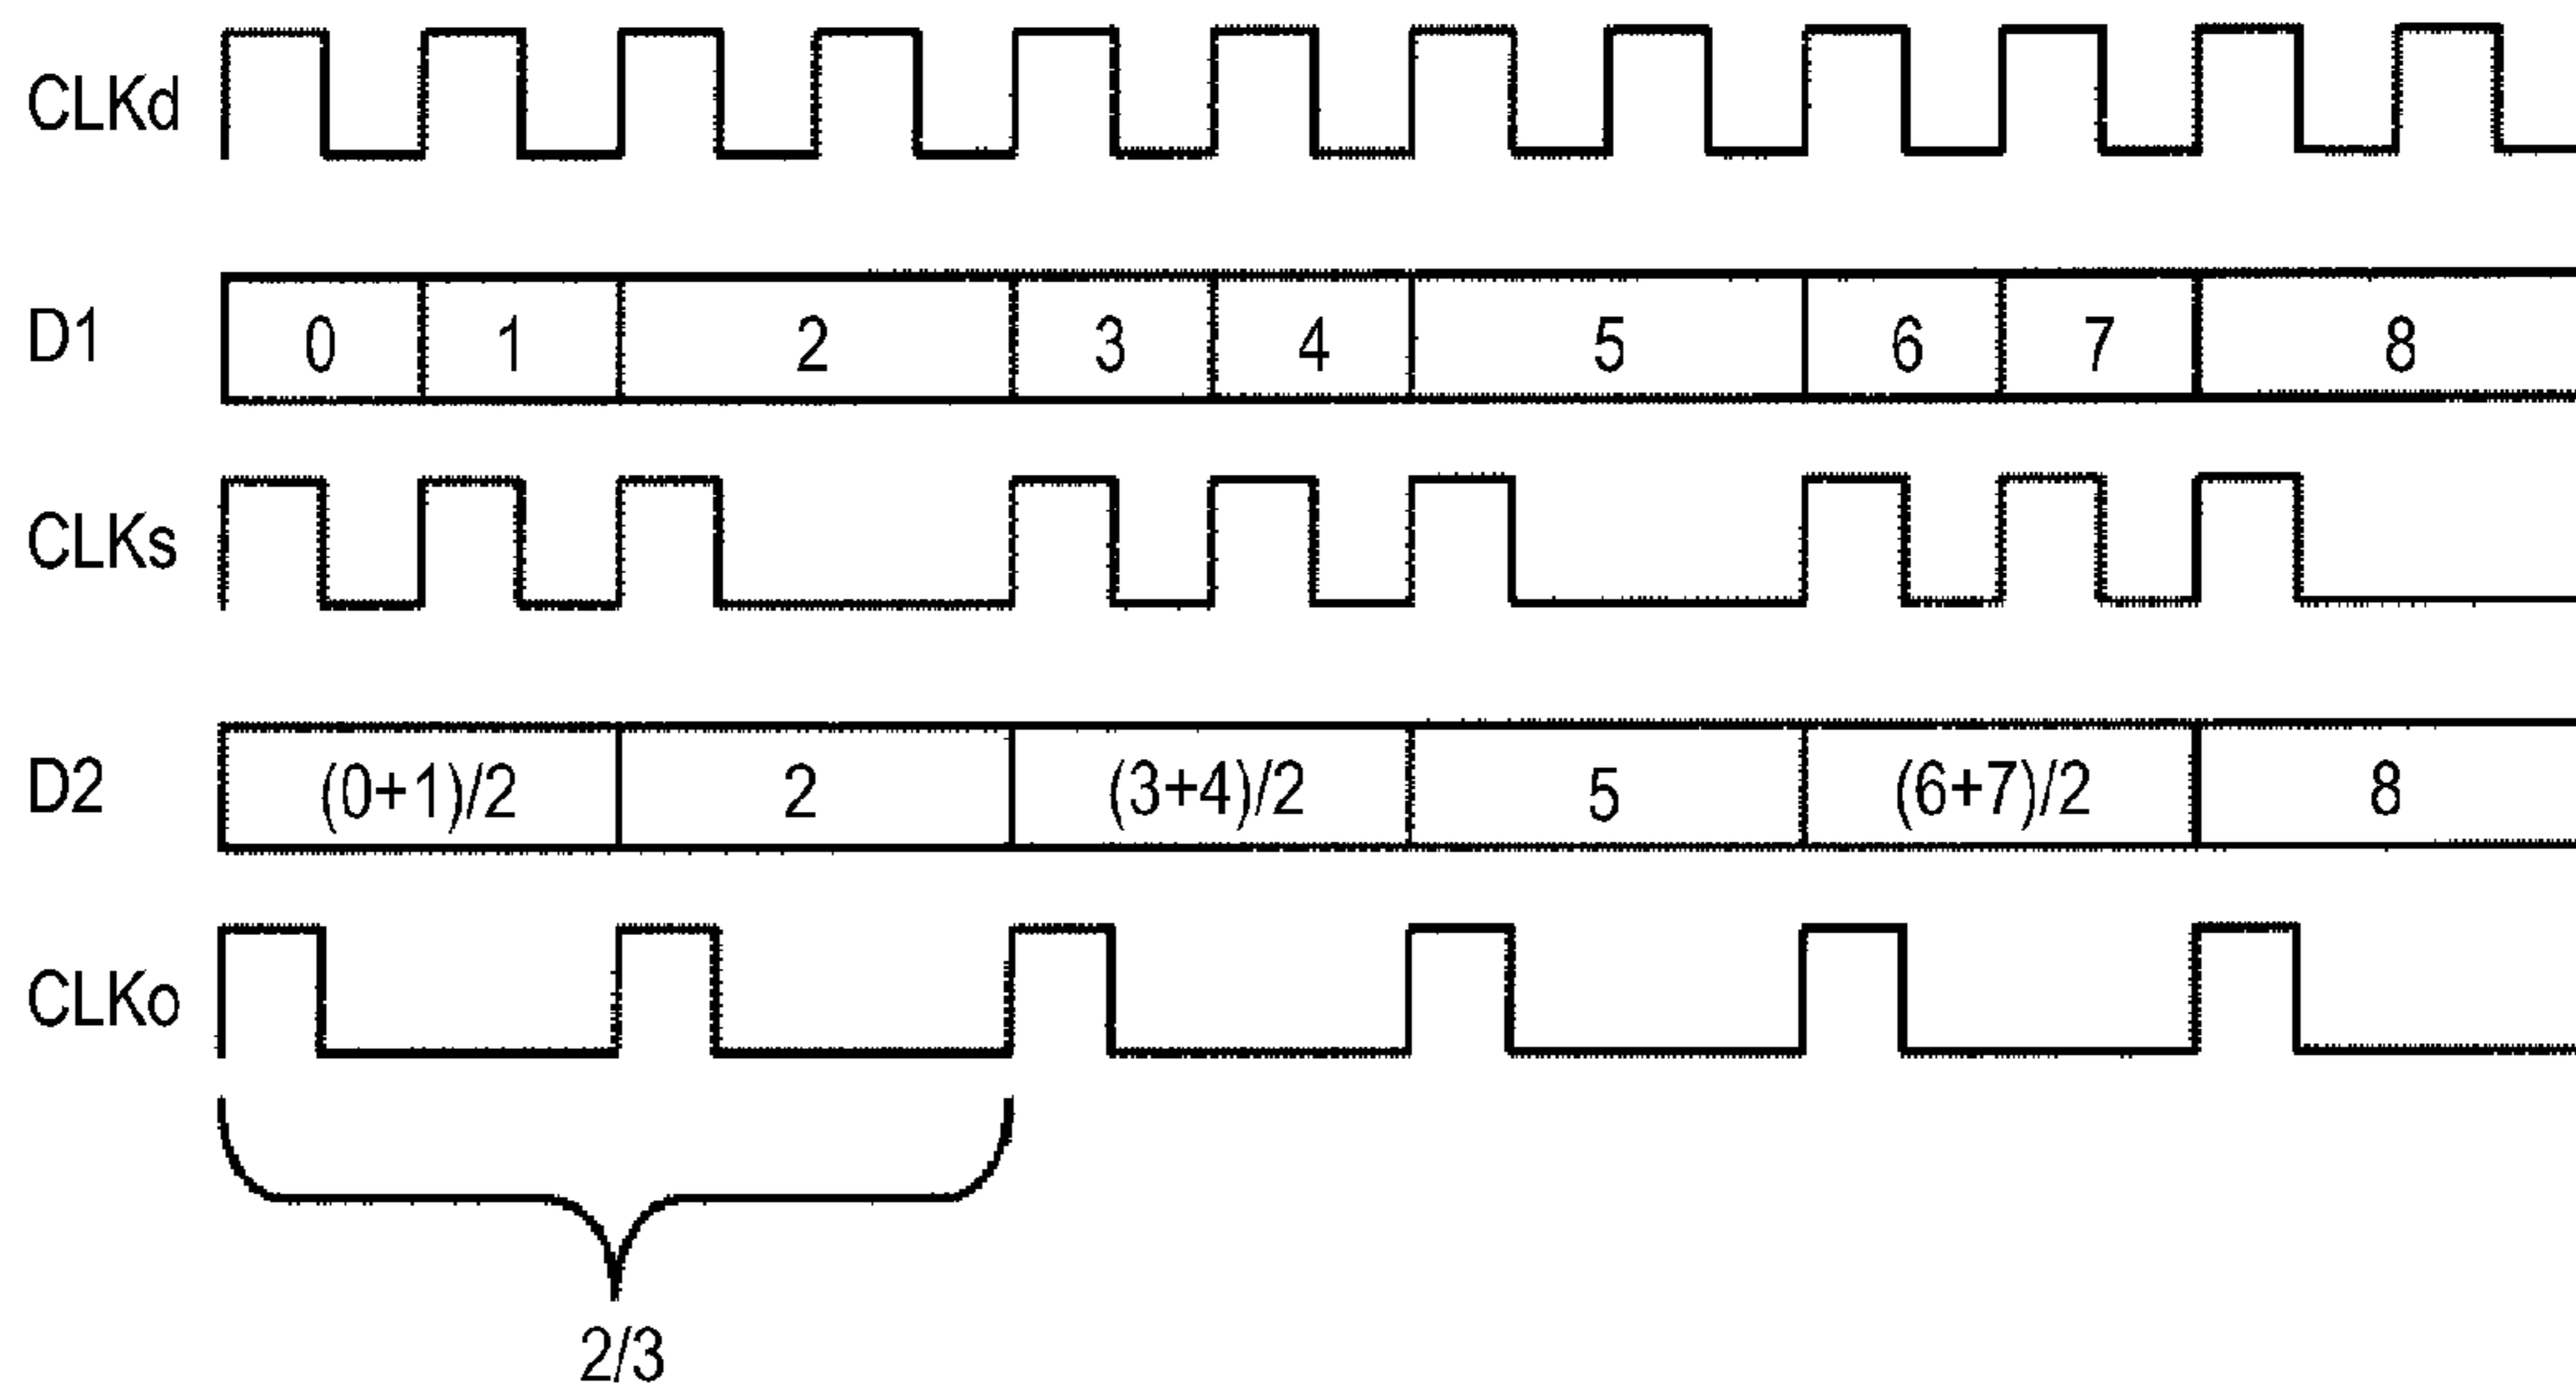 CLKd
D1 0 1 2 3 4 5 6 7 8
CLKs
D2 (0+1)/2 2 (3+4)/2 5 (6+7)/2 8
CLKo
2/3